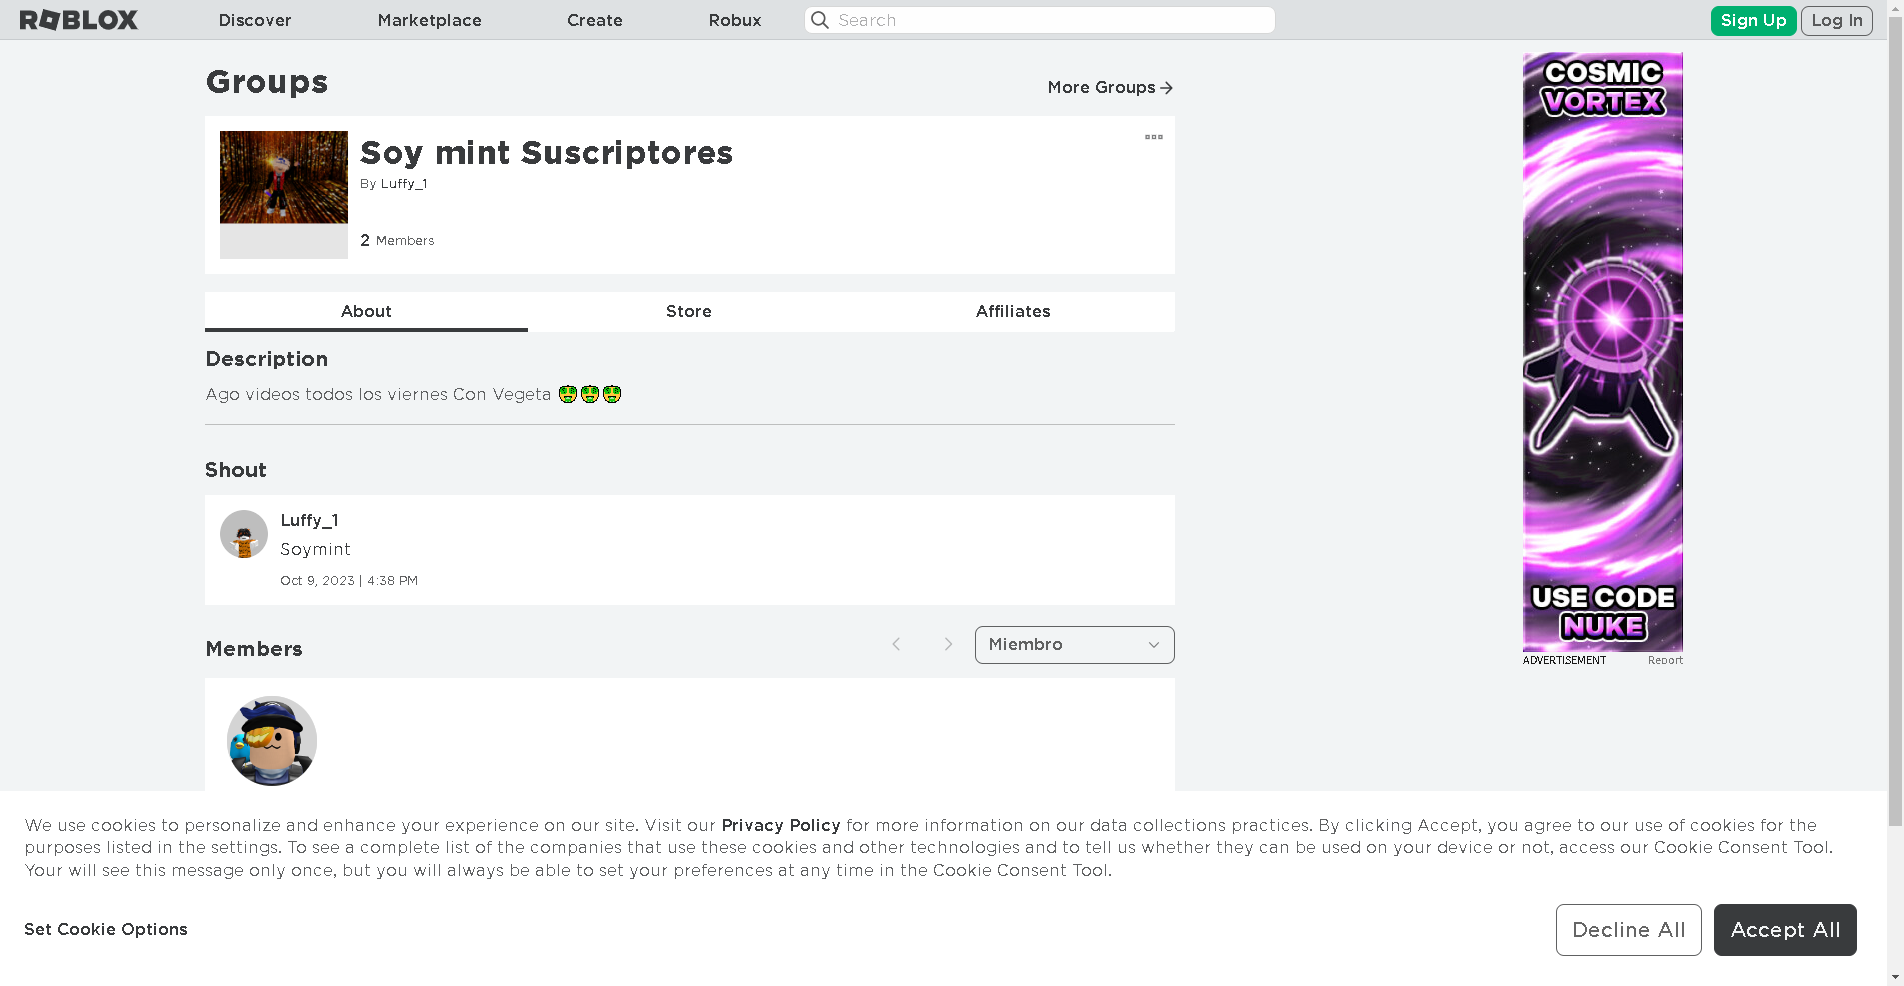 ROBLOX Discover Marketplace Create Robux Search Sign Up Log In
Groups
More Groups
Soy mint Suscriptores
By Luffy_1
2 Members
About Store Affiliates
Description
Ago videos todos los viernes Con Vegeta 🤑🤑🤑
Shout
Luffy_1
Soymint
Oct 9, 2023 | 4:38 PM
Members
Miembro
COSMIC
VORTEX
USE CODE
NUKE
ADVERTISEMENT Report
We use cookies to personalize and enhance your experience on our site. Visit our Privacy Policy for more information on our data collections practices. By clicking Accept, you agree to our use of cookies for the
purposes listed in the settings. To see a complete list of the companies that use these cookies and other technologies and to tell us whether they can be used on your device or not, access our Cookie Consent Tool.
Your will see this message only once, but you will always be able to set your preferences at any time in the Cookie Consent Tool.
Set Cookie Options
Decline All
Accept All